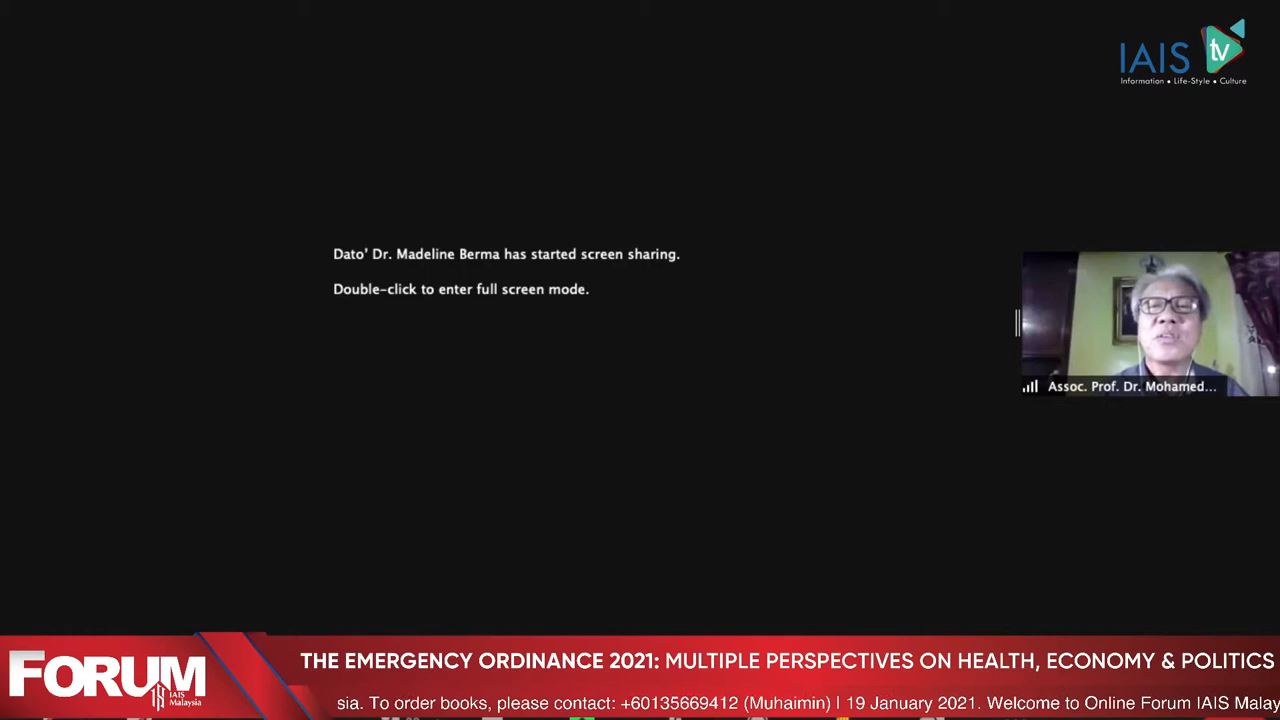 IAIS tv
Information • Life-Style • Culture
Dato' Dr. Madeline Berma has started screen sharing.
Double-click to enter full screen mode.
Assoc. Prof. Dr. Mohamed...
FORUM
IAIS
Malaysia
THE EMERGENCY ORDINANCE 2021: MULTIPLE PERSPECTIVES ON HEALTH, ECONOMY & POLITICS
sia. To order books, please contact: +60135669412 (Muhaimin) | 19 January 2021. Welcome to Online Forum IAIS Malay